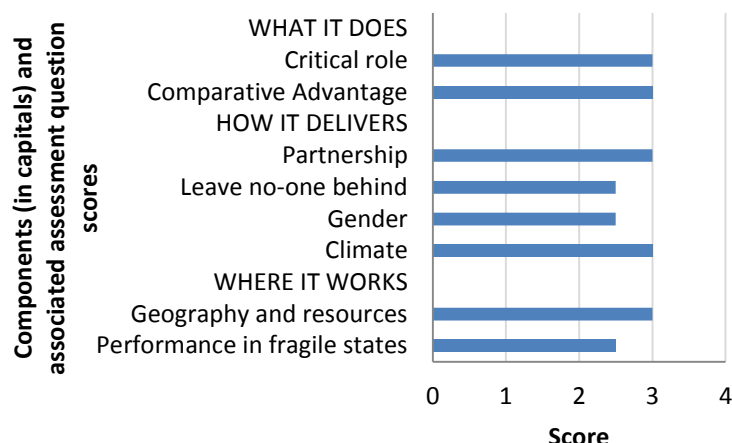 Components (in capitals) and
associated assessment question
scores
WHAT IT DOES
Critical role
Comparative Advantage
HOW IT DELIVERS
Partnership
Leave no-one behind
Gender
Climate
WHERE IT WORKS
Geography and resources
Performance in fragile states
0 1 2 3 4
Score